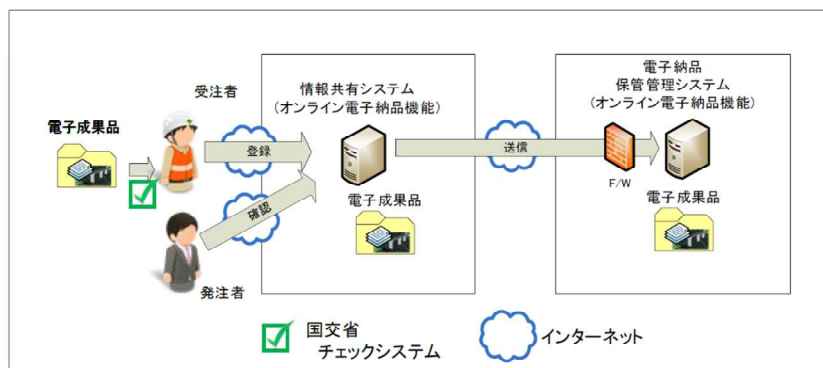 電子成果品
受注者
発注者
登録
確認
情報共有システム
（オンライン電子納品機能）
電子成果品
送信
電子納品
保管管理システム
（オンライン電子納品機能）
F/W
電子成果品
国交省
チェックシステム
インターネット